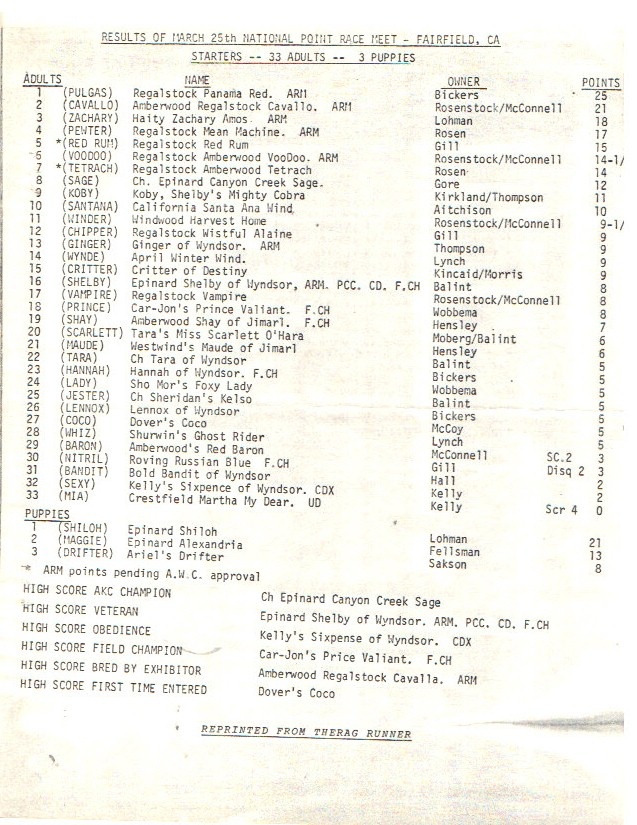 RESULTS OF MARCH 25th NATIONAL POINT RACE MEET - FAIRFIELD, CA
STARTERS -- 33 ADULTS -- 3 PUPPIES
ADULTS NAME OWNER POINTS
1 (PULGAS) Regalstock Panama Red. ARM Bickers 25
2 (CAVALLO) Amberwood Regalstock Cavallo. ARM Rosenstock/McConnell 21
3 (ZACHARY) Haity Zachary Amos. ARM Lohman 18
4 (PEWTER) Regalstock Mean Machine. ARM Rosen 17
5 *(RED RUM) Regalstock Red Rum Gill 15
6 (VOODOO) Regalstock Amberwood VooDoo. ARM Rosenstock/McConnell 14-1/
7 *(TETRACH) Regalstock Amberwood Tetrach Rosen 14
8 (SAGE) Ch. Epinard Canyon Creek Sage. Gore 12
9 (KOBY) Koby, Shelby's Mighty Cobra Kirkland/Thompson 11
10 (SANTANA) California Santa Ana Wind Aitchison 10
11 (WINDER) Windwood Harvest Home Rosenstock/McConnell 9-1/
12 (CHIPPER) Regalstock Wistful Alaine Gill 9
13 (GINGER) Ginger of Wyndsor. ARM Thompson 9
14 (WYNDE) April Winter Wind. Lynch 9
15 (CRITTER) Critter of Destiny Kincaid/Morris 9
16 (SHELBY) Epinard Shelby of Wyndsor, ARM. PCC. CD. F.CH Balint 8
17 (VAMPIRE) Regalstock Vampire Rosenstock/McConnell 8
18 (PRINCE) Car-Jon's Prince Valiant. F.CH Wobbema 8
19 (SHAY) Amberwood Shay of Jimarl. F.CH Hensley 7
20 (SCARLETT) Tara's Miss Scarlett O'Hara Moberg/Balint 6
21 (MAUDE) Westwind's Maude of Jimarl Hensley 6
22 (TARA) Ch Tara of Wyndsor Balint 5
23 (HANNAH) Hannah of Wyndsor. F.CH Bickers 5
24 (LADY) Sho Mor's Foxy Lady Wobbema 5
25 (JESTER) Ch Sheridan's Kelso Balint 5
26 (LENNOX) Lennox of Wyndsor Bickers 5
27 (COCO) Dover's Coco McCoy 5
28 (WHIZ) Shurwin's Ghost Rider Lynch 5
29 (BARON) Amberwood's Red Baron McConnell SC.2 3
30 (NITRIL) Roving Russian Blue F.CH Gill Disq 2 3
31 (BANDIT) Bold Bandit of Wyndsor Hall 2
32 (SEXY) Kelly's Sixpence of Wyndsor. CDX Kelly 2
33 (MIA) Crestfield Martha My Dear. UD Kelly Scr 4 0
PUPPIES
1 (SHILOH) Epinard Shiloh Lohman 21
2 (MAGGIE) Epinard Alexandria Fellsman 13
3 (DRIFTER) Ariel's Drifter Sakson 8
* ARM points pending A.W.C. approval
HIGH SCORE AKC CHAMPION Ch Epinard Canyon Creek Sage
HIGH SCORE VETERAN Epinard Shelby of Wyndsor. ARM. PCC. CD. F.CH
HIGH SCORE OBEDIENCE Kelly's Sixpense of Wyndsor. CDX
HIGH SCORE FIELD CHAMPION Car-Jon's Price Valiant. F.CH
HIGH SCORE BRED BY EXHIBITOR Amberwood Regalstock Cavalla. ARM
HIGH SCORE FIRST TIME ENTERED Dover's Coco
REPRINTED FROM THERAG RUNNER